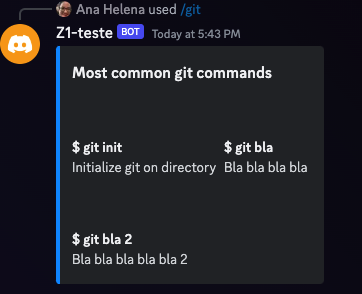 Ana Helena used /git
Z1-teste BOT Today at 5:43 PM
Most common git commands
$ git init $ git bla
Initialize git on directory Bla bla bla bla
$ git bla 2
Bla bla bla bla bla 2